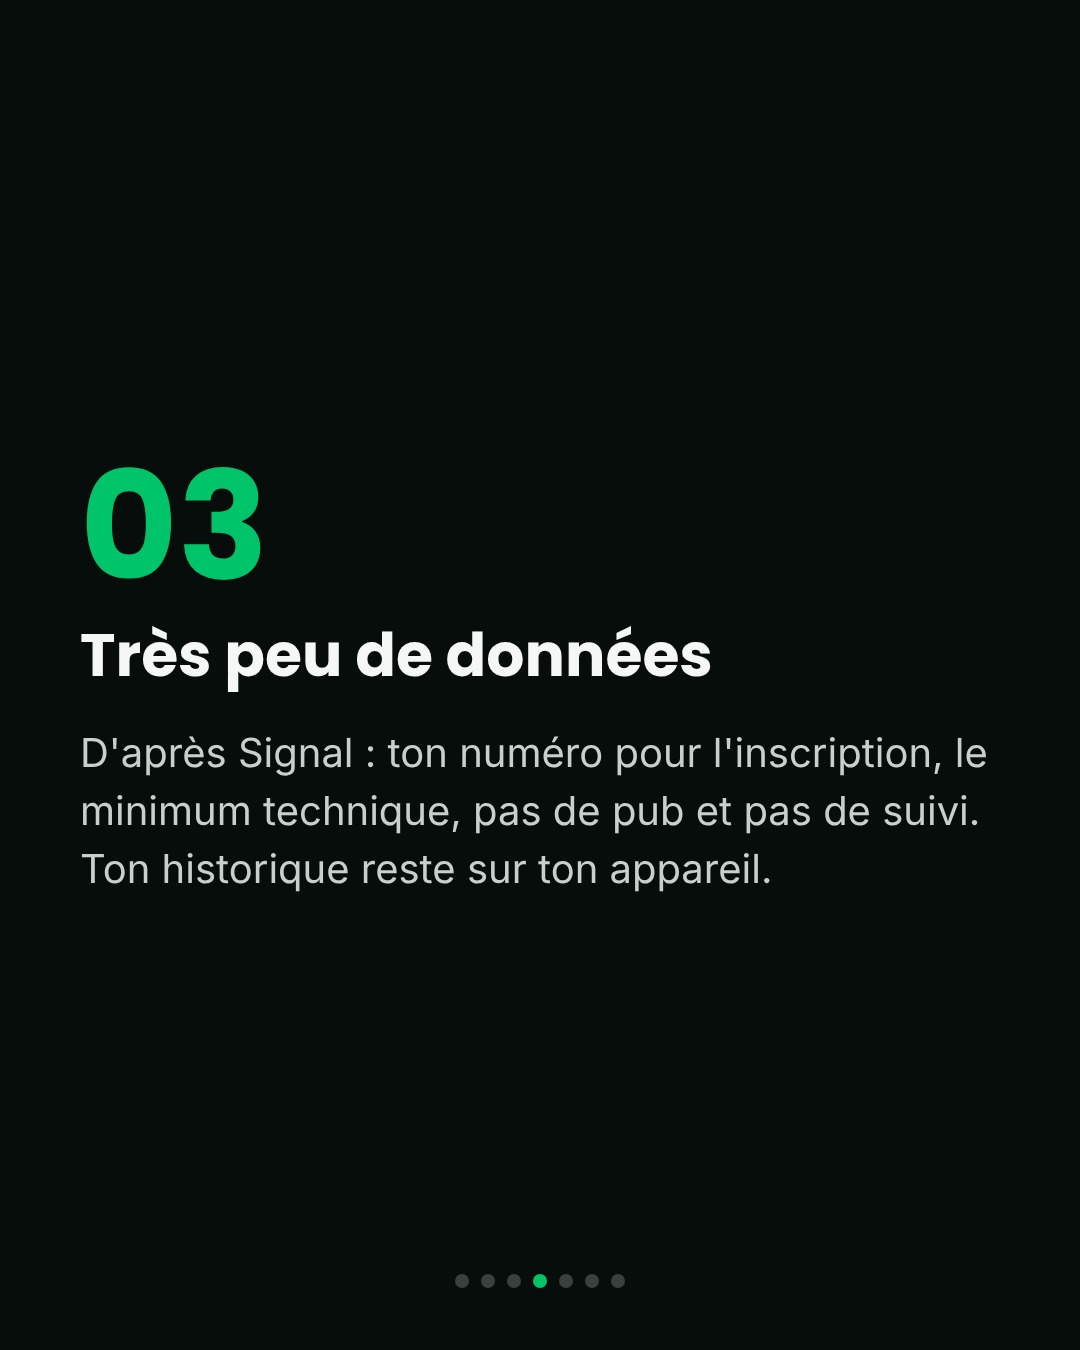 03
Très peu de données
D'après Signal : ton numéro pour l'inscription, le
minimum technique, pas de pub et pas de suivi.
Ton historique reste sur ton appareil.